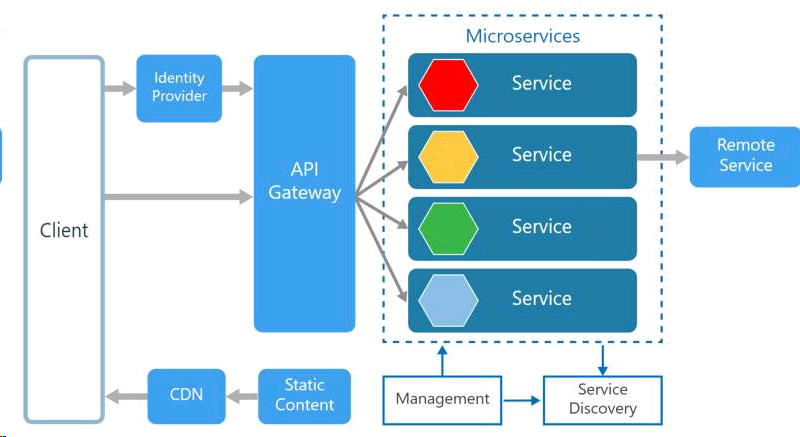 Microservices
Identity
Provider
Service
API
Gateway
Service
Remote
Service
Client
Service
Service
CDN
Static
Content
Management
Service
Discovery